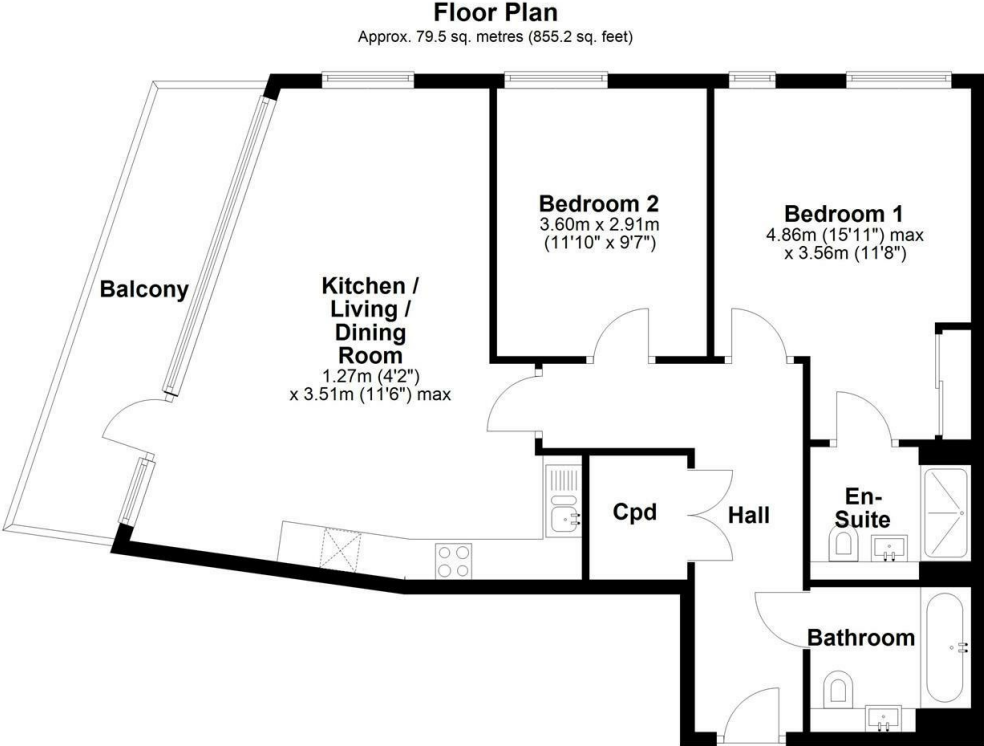 Floor Plan
Approx. 79.5 sq. metres (855.2 sq. feet)
Balcony
Kitchen /
Living /
Dining
Room
1.27m (4'2")
x 3.51m (11'6") max
Bedroom 2
3.60m x 2.91m
(11'10" x 9'7")
Bedroom 1
4.86m (15'11") max
x 3.56m (11'8")
Cpd
Hall
En-
Suite
Bathroom